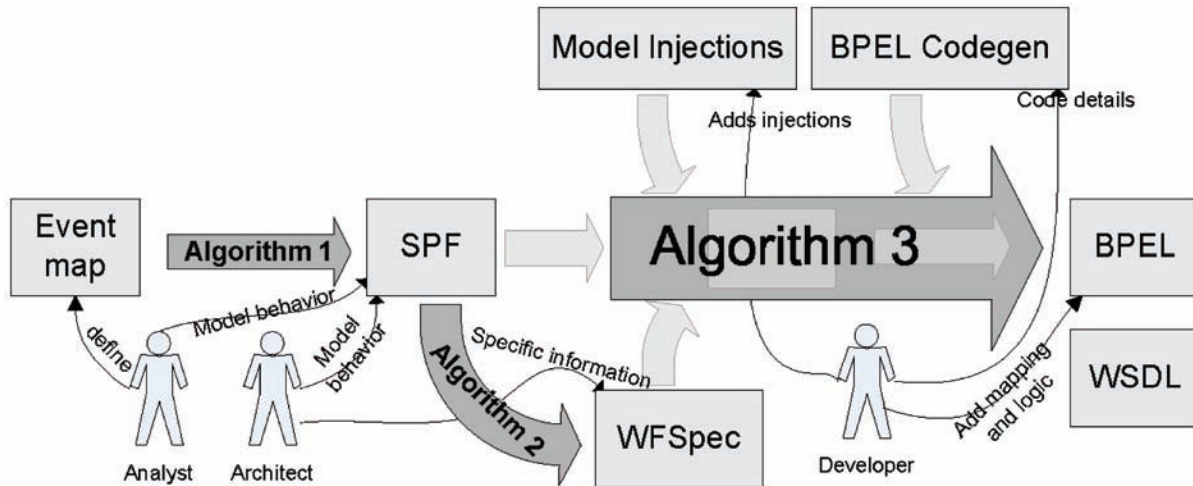 Model Injections
BPEL Codegen
Adds injections
Code details
Event
map
Algorithm 1
SPF
Algorithm 3
BPEL
define
Model behavior
Model
behavior
Specific information
Algorithm 2
WFSpec
Add mapping
and logic
WSDL
Analyst
Architect
Developer